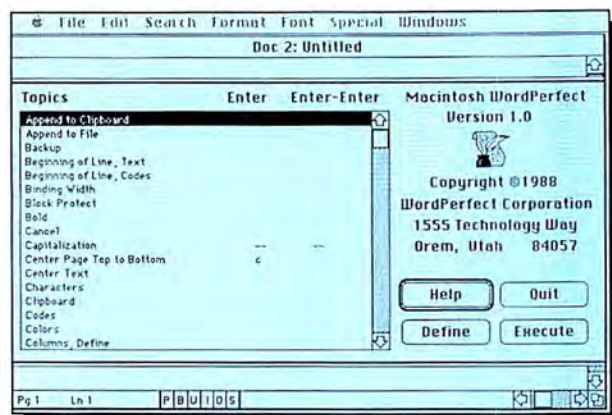 File Edit Search Format Font Special Windows
Doc 2: Untitled
Topics Enter Enter-Enter
Append to Clipboard
Append to File
Backup
Beginning of Line, Text
Beginning of Line, Codes
Binding Width
Block Protect
Bold
Cancel
Capitalization -- --
Center Page Top to Bottom c
Center Text
Characters
Clipboard
Codes
Colors
Columns, Define
Macintosh WordPerfect
Version 1.0
Copyright ©1988
WordPerfect Corporation
1555 Technology Way
Orem, Utah 84057
Help Quit
Define Execute
Pg 1 Ln 1 P B U I O S